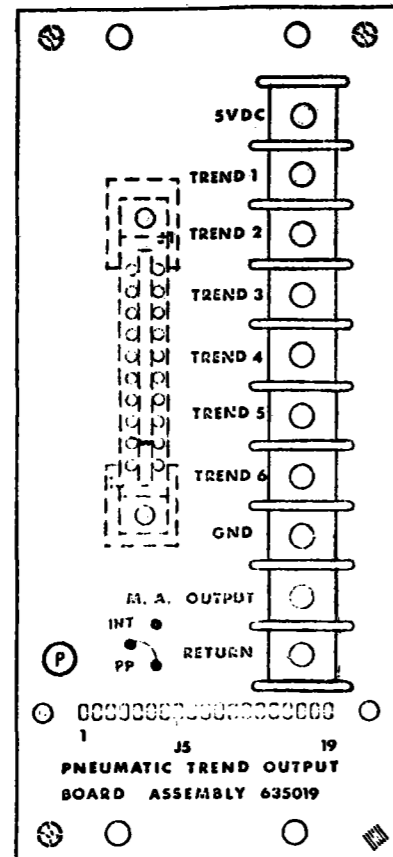 5VDC
TREND 1
TREND 2
TREND 3
TREND 4
TREND 5
TREND 6
GND
M. A. OUTPUT
INT
RETURN
P
PP
1 J5 19
PNEUMATIC TREND OUTPUT
BOARD ASSEMBLY 635019